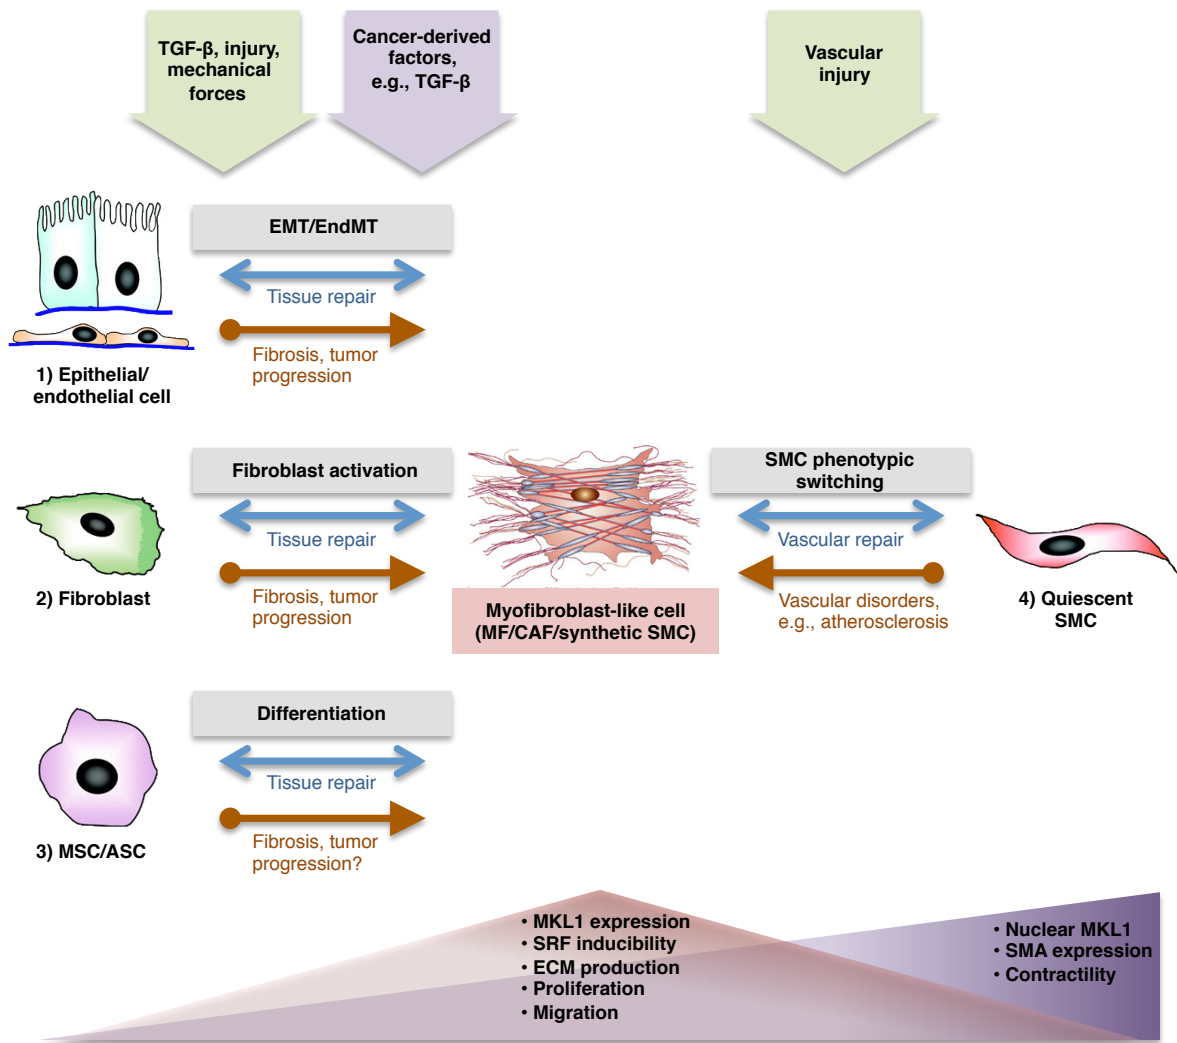 TGF-β, injury,
mechanical
forces
Cancer-derived
factors,
e.g., TGF-β
Vascular
injury
EMT/EndMT
Tissue repair
Fibrosis, tumor
progression
1) Epithelial/
endothelial cell
Fibroblast activation
Tissue repair
Fibrosis, tumor
progression
2) Fibroblast
Myofibroblast-like cell
(MF/CAF/synthetic SMC)
SMC phenotypic
switching
Vascular repair
Vascular disorders,
e.g., atherosclerosis
4) Quiescent
SMC
Differentiation
Tissue repair
Fibrosis, tumor
progression?
3) MSC/ASC
• MKL1 expression
• SRF inducibility
• ECM production
• Proliferation
• Migration
• Nuclear MKL1
• SMA expression
• Contractility